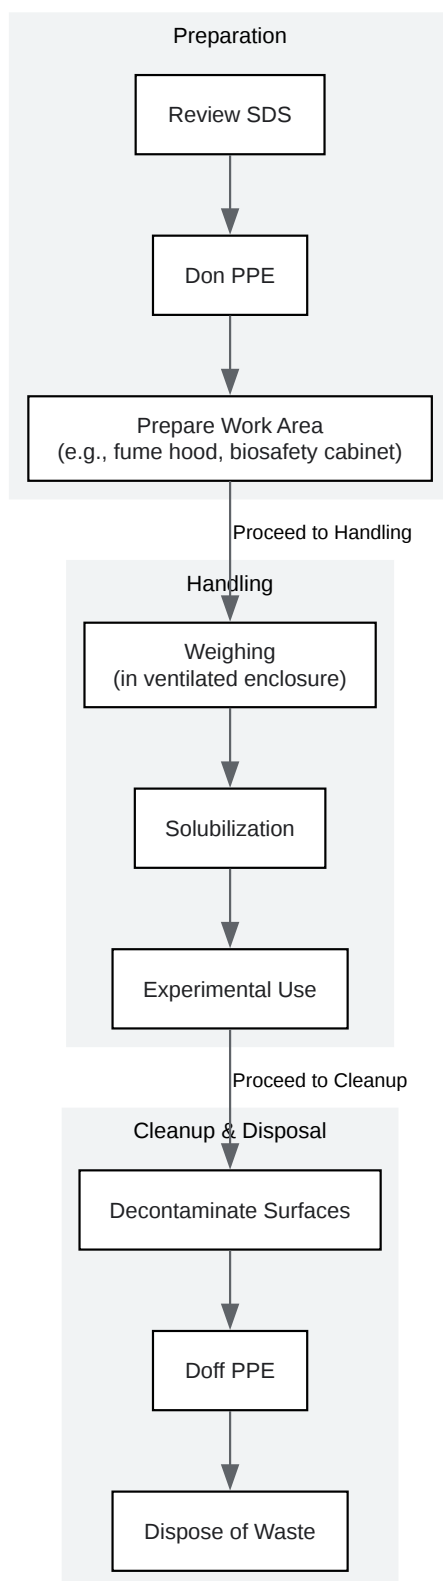 Preparation
Review SDS
Don PPE
Prepare Work Area
(e.g., fume hood, biosafety cabinet)
Proceed to Handling
Handling
Weighing
(in ventilated enclosure)
Solubilization
Experimental Use
Proceed to Cleanup
Cleanup & Disposal
Decontaminate Surfaces
Doff PPE
Dispose of Waste